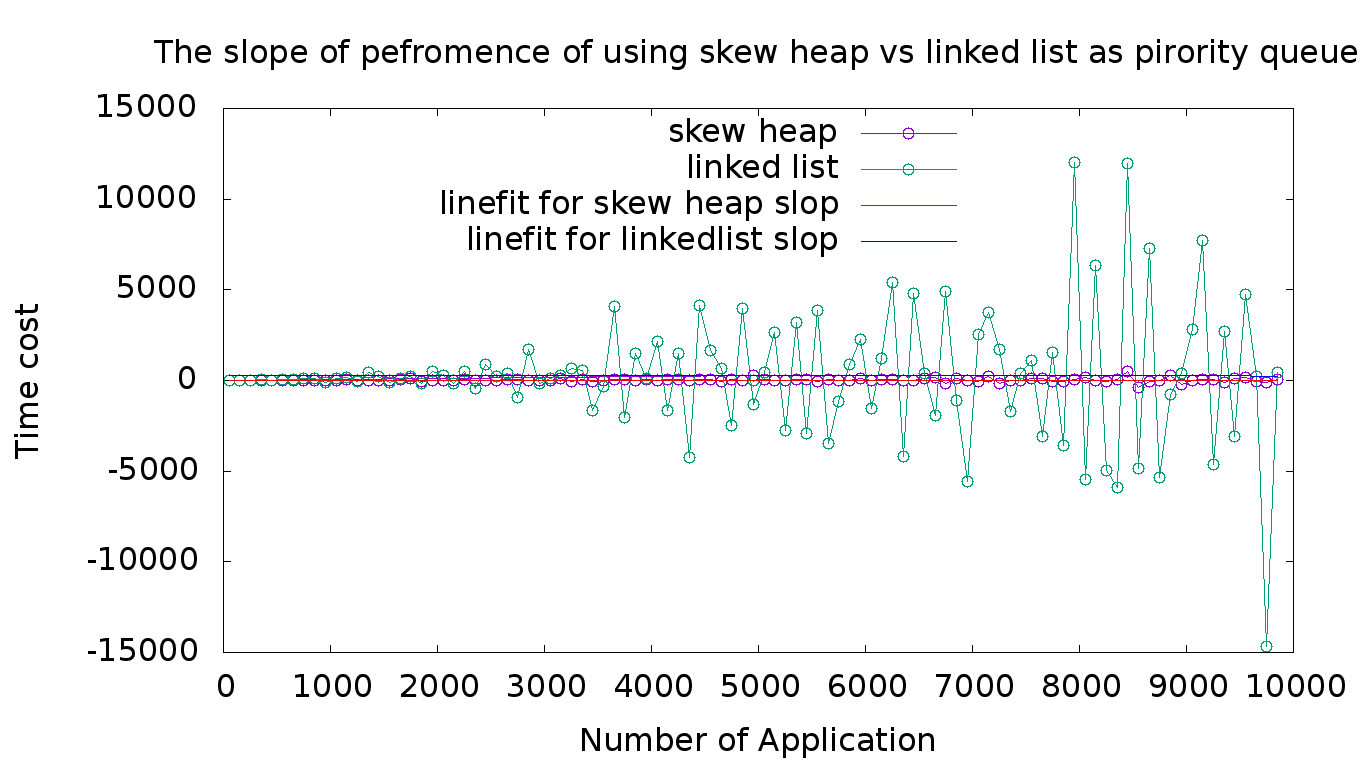 The slope of pefromence of using skew heap vs linked list as pirority queue
15000
10000
5000
0
-5000
-10000
-15000
Time cost
skew heap
linked list
linefit for skew heap slop
linefit for linkedlist slop
0 1000 2000 3000 4000 5000 6000 7000 8000 9000 10000
Number of Application